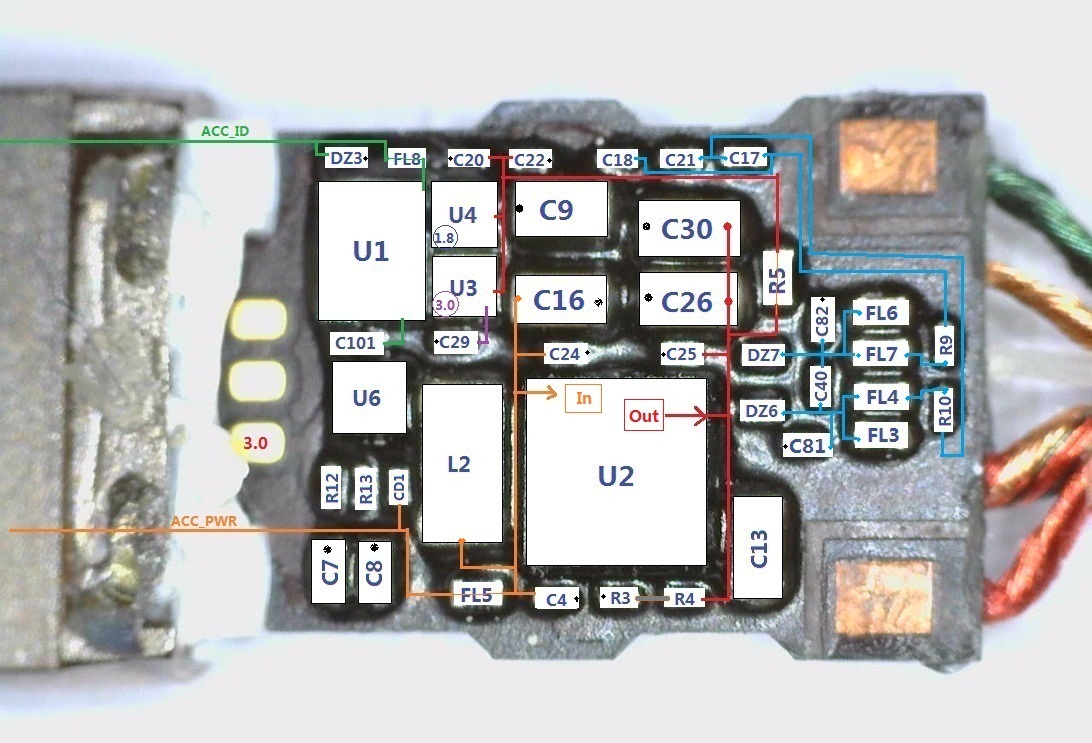 ACC_ID
DZ3 FL8 C20 C22 C18 C21 C17
U1 U4 C9 C30
1.8
U3 C16 C26 R5
3.0
C82 FL6
C101 C29 C24 C25 DZ7 FL7 R9
U6 In Out DZ6 C40 FL4 R10
3.0 L2 U2 C81 FL3
R12 R13 CD1
ACC_PWR
C7 C8 FL5 C4 R3 R4 C13